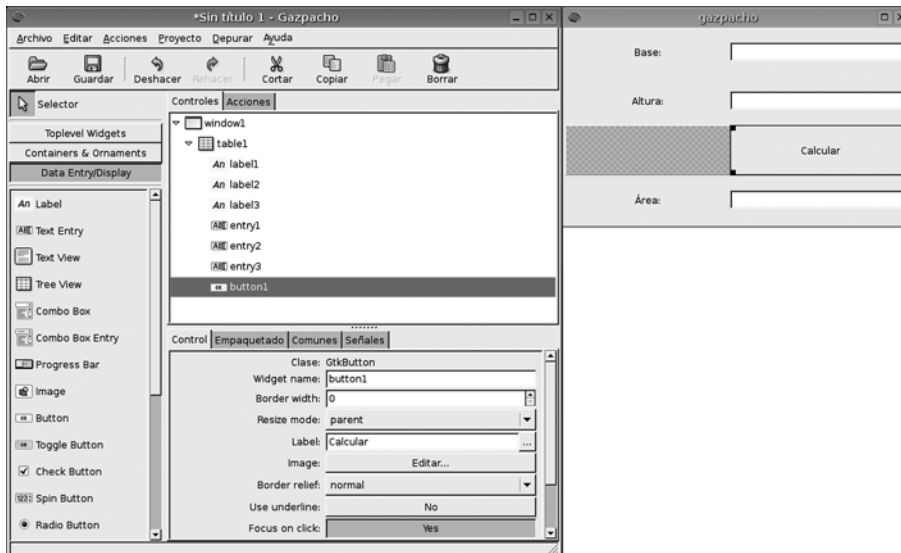 *Sin título 1 - Gazpacho
Archivo Editar Acciones Proyecto Depurar Ayuda
Abrir Guardar Deshacer Rehacer Cortar Copiar Pegar Borrar
Selector
Toplevel Widgets
Containers & Ornaments
Data Entry/Display
An Label
ABC Text Entry
Text View
Tree View
Combo Box
Combo Box Entry
Progress Bar
Image
Button
Toggle Button
Check Button
Spin Button
Radio Button
Controles Acciones
window1
table1
An label1
An label2
An label3
entry1
entry2
entry3
button1
Control Empaquetado Comunes Señales
Clase: GtkButton
Widget name: button1
Border width: 0
Resize mode: parent
Label: Calcular ...
Image: Editar...
Border relief: normal
Use underline: No
Focus on click: Yes
gazpacho
Base:
Altura:
Calcular
Área: